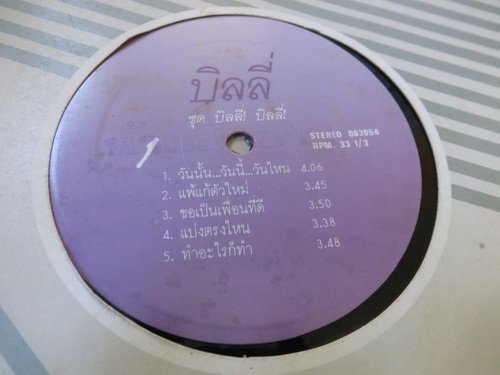 บิลลี่
ชุด บิลลี่! บิลลี่!
STEREO 063054
RPM. 33 1/3
1
1. วันนั้น...วันนี้...วันไหน 4.06
2. แพ้แก้ตัวใหม่ 3.45
3. ขอเป็นเพื่อนที่ดี 3.50
4. แบ่งตรงไหน 3.38
5. ทำอะไรก็ทำ 3.48